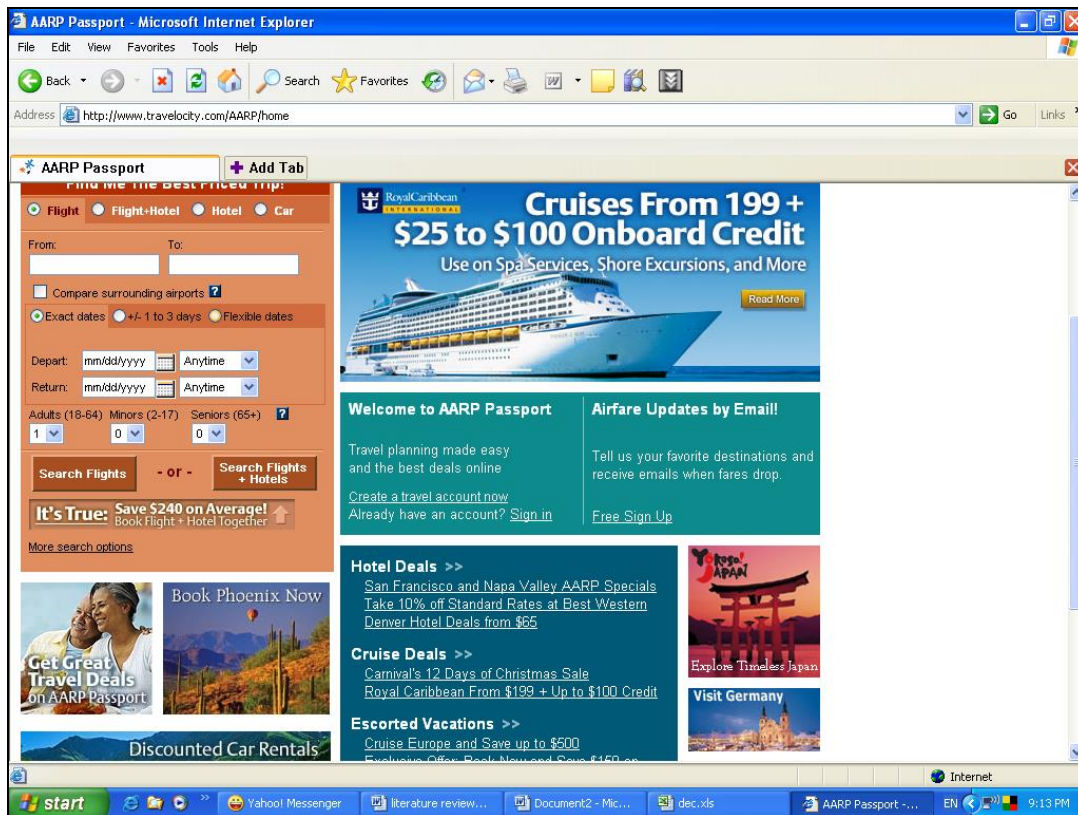 AARP Passport - Microsoft Internet Explorer
File Edit View Favorites Tools Help
Back Search Favorites
Address http://www.travelocity.com/AARP/home Go Links
AARP Passport Add Tab
Find Me The Best Priced Trip!
Flight Flight+Hotel Hotel Car
From: To:
Compare surrounding airports ?
Exact dates +/- 1 to 3 days Flexible dates
Depart: mm/dd/yyyy Anytime
Return: mm/dd/yyyy Anytime
Adults (18-64) Minors (2-17) Seniors (65+) ?
1 0 0
Search Flights - or - Search Flights
+ Hotels
It's True: Save $240 on Average!
Book Flight + Hotel Together
More search options
Get Great
Travel Deals
on AARP Passport
Book Phoenix Now
Discounted Car Rentals
RoyalCaribbean
INTERNATIONAL
Cruises From 199 +
$25 to $100 Onboard Credit
Use on Spa Services, Shore Excursions, and More
Read More
Welcome to AARP Passport
Travel planning made easy
and the best deals online
Create a travel account now
Already have an account? Sign in
Airfare Updates by Email!
Tell us your favorite destinations and
receive emails when fares drop.
Free Sign Up
Hotel Deals >>
San Francisco and Napa Valley AARP Specials
Take 10% off Standard Rates at Best Western
Denver Hotel Deals from $65
Cruise Deals >>
Carnival's 12 Days of Christmas Sale
Royal Caribbean From $199 + Up to $100 Credit
Escorted Vacations >>
Cruise Europe and Save up to $500
Exclusive Offer: Book Now and Save $150 on
Yokoso!
JAPAN
Explore Timeless Japan
Visit Germany
Internet
start Yahoo! Messenger literature review... Document2 - Mic... dec.xls AARP Passport -... EN 9:13 PM